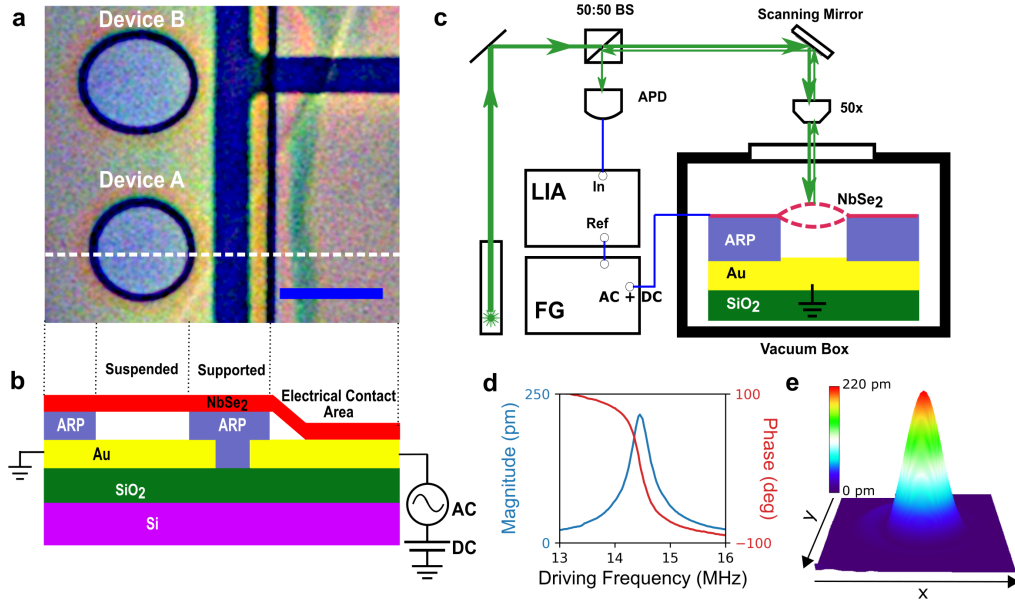 a
Device B
Device A
b
Suspended
Supported
Electrical Contact
Area
NbSe2
ARP
ARP
Au
SiO2
Si
AC
DC
c
50:50 BS
Scanning Mirror
APD
50x
LIA
In
Ref
FG
AC + DC
NbSe2
ARP
Au
SiO2
Vacuum Box
d
250
100
Magnitude (pm)
Phase (deg)
0
−100
13
14
15
16
Driving Frequency (MHz)
e
220 pm
0 pm
y
x